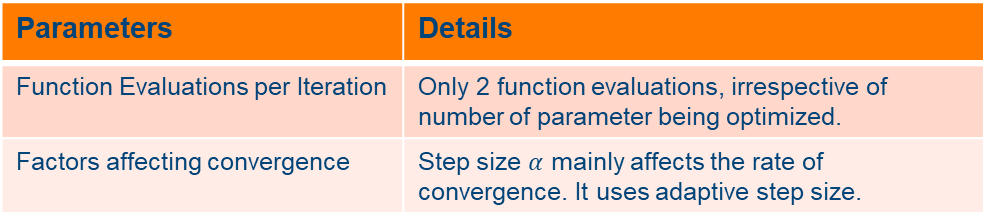 Parameters
Details
Function Evaluations per Iteration
Only 2 function evaluations, irrespective of
number of parameter being optimized.
Factors affecting convergence
Step size 𝛼 mainly affects the rate of
convergence. It uses adaptive step size.